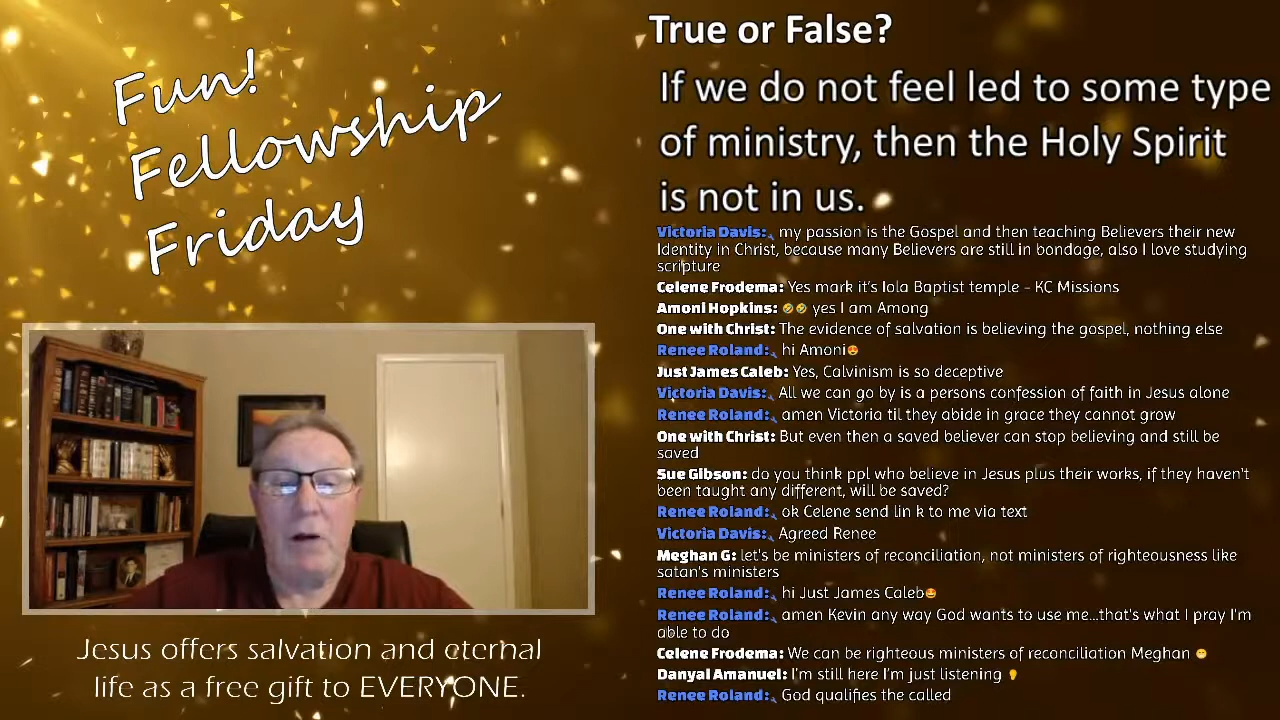 Fun!
Fellowship
Friday
Jesus offers salvation and eternal
life as a free gift to EVERYONE.
True or False?
If we do not feel led to some type
of ministry, then the Holy Spirit
is not in us.
Victoria Davis: my passion is the Gospel and then teaching Believers their new
Identity in Christ, because many Believers are still in bondage, also I love studying
scripture
Celene Frodema: Yes mark it's Iola Baptist temple - KC Missions
Amoni Hopkins: 🤣🤣 yes I am Among
One with Christ: The evidence of salvation is believing the gospel, nothing else
Renee Roland: hi Amoni😍
Just James Caleb: Yes, Calvinism is so deceptive
Victoria Davis: All we can go by is a persons confession of faith in Jesus alone
Renee Roland: amen Victoria til they abide in grace they cannot grow
One with Christ: But even then a saved believer can stop believing and still be
saved
Sue Gibson: do you think ppl who believe in Jesus plus their works, if they haven't
been taught any different, will be saved?
Renee Roland: ok Celene send lin k to me via text
Victoria Davis: Agreed Renee
Meghan G: let's be ministers of reconciliation, not ministers of righteousness like
satan's ministers
Renee Roland: hi Just James Caleb🤩
Renee Roland: amen Kevin any way God wants to use me...that's what I pray I'm
able to do
Celene Frodema: We can be righteous ministers of reconciliation Meghan 😁
Danyal Amanuel: I'm still here I'm just listening 👂
Renee Roland: God qualifies the called